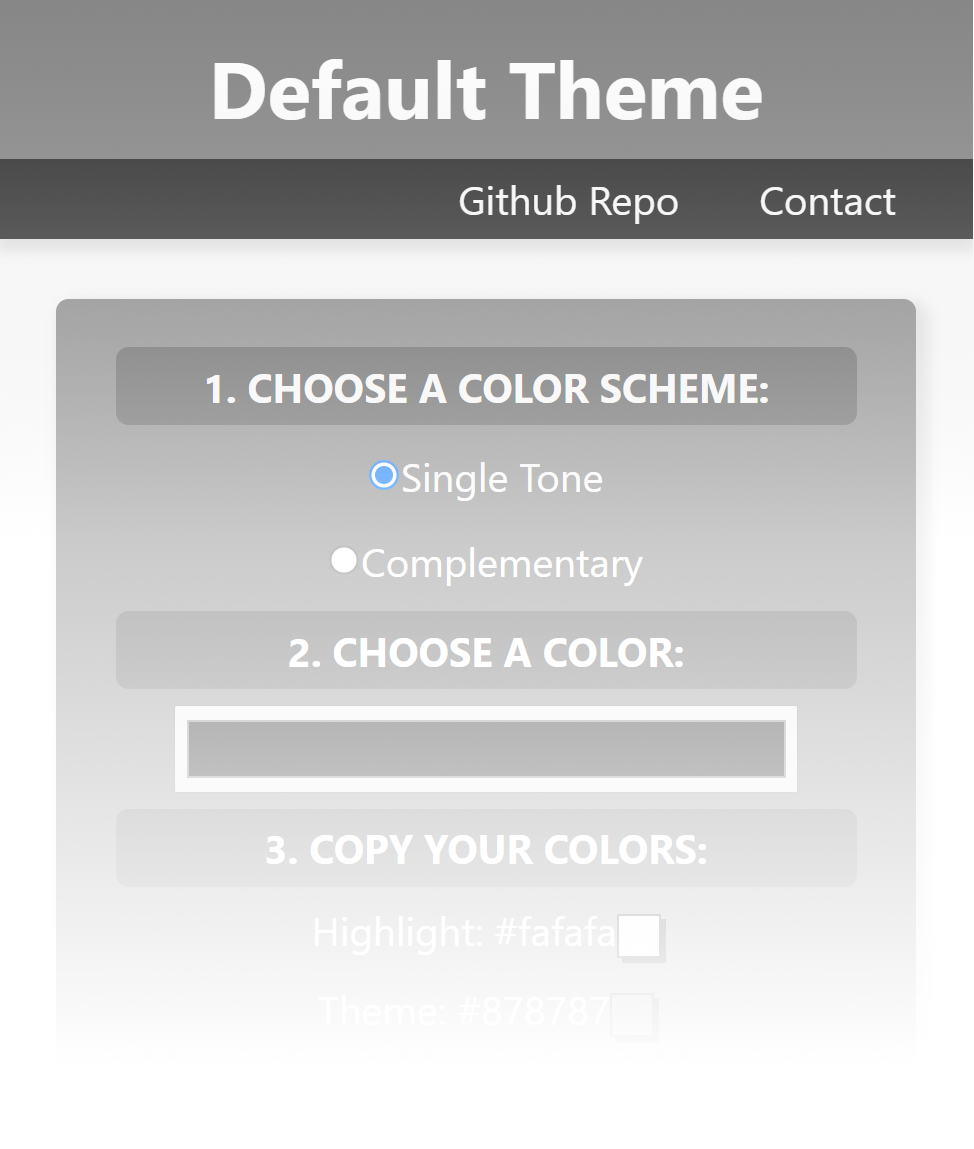 Default Theme
Github Repo Contact
1. CHOOSE A COLOR SCHEME:
Single Tone
Complementary
2. CHOOSE A COLOR:
3. COPY YOUR COLORS:
Highlight: #fafafa
Theme: #878787